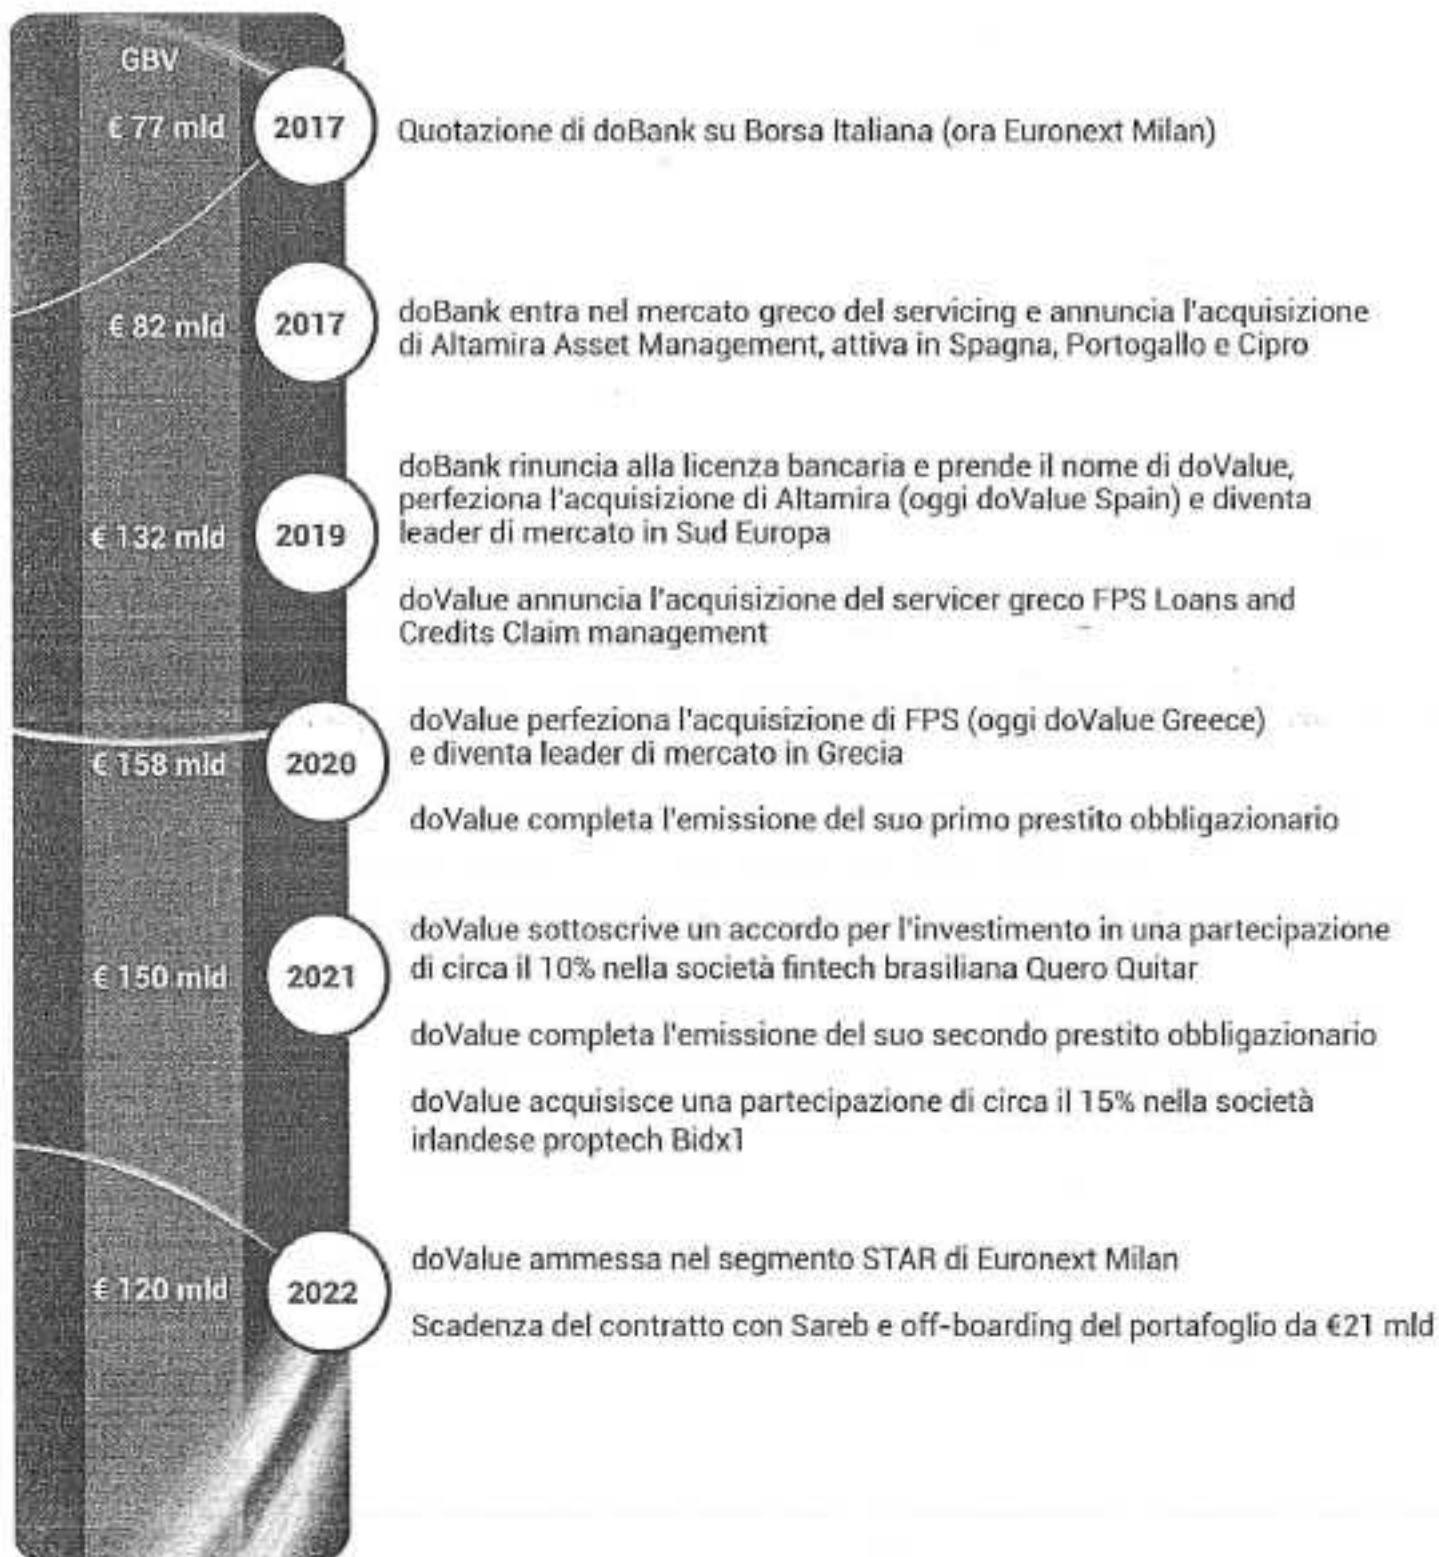 GBV
€ 77 mld
2017
Quotazione di doBank su Borsa Italiana (ora Euronext Milan)
€ 82 mld
2017
doBank entra nel mercato greco del servicing e annuncia l'acquisizione
di Altamira Asset Management, attiva in Spagna, Portogallo e Cipro
€ 132 mld
2019
doBank rinuncia alla licenza bancaria e prende il nome di doValue,
perfeziona l'acquisizione di Altamira (oggi doValue Spain) e diventa
leader di mercato in Sud Europa
doValue annuncia l'acquisizione del servicer greco FPS Loans and
Credits Claim management
€ 158 mld
2020
doValue perfeziona l'acquisizione di FPS (oggi doValue Greece)
e diventa leader di mercato in Grecia
doValue completa l'emissione del suo primo prestito obbligazionario
€ 150 mld
2021
doValue sottoscrive un accordo per l'investimento in una partecipazione
di circa il 10% nella società fintech brasiliana Quero Quitar
doValue completa l'emissione del suo secondo prestito obbligazionario
doValue acquisisce una partecipazione di circa il 15% nella società
irlandese proptech Bidx1
€ 120 mld
2022
doValue ammessa nel segmento STAR di Euronext Milan
Scadenza del contratto con Sareb e off-boarding del portafoglio da €21 mld